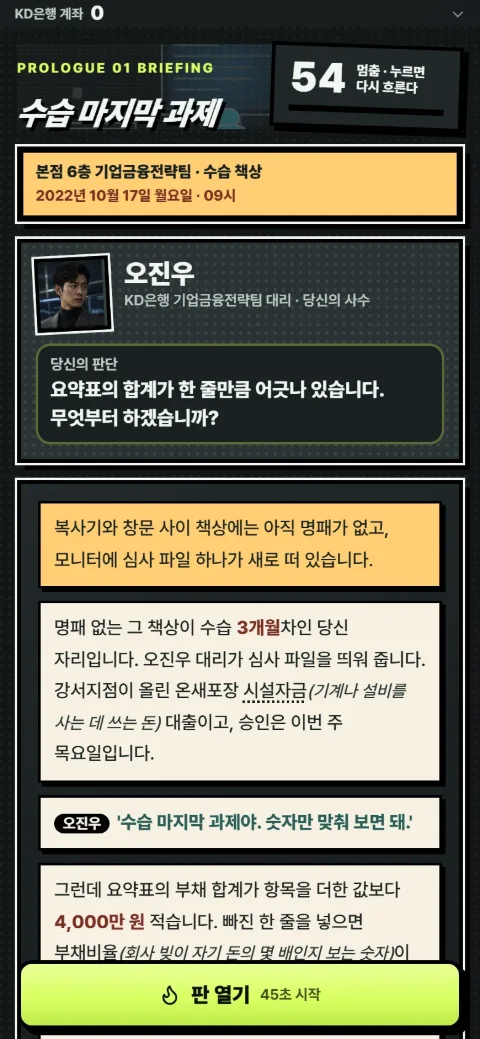 KD은행 계좌 0
PROLOGUE 01 BRIEFING
수습 마지막 과제
54
멈춤 · 누르면
다시 흐른다
본점 6층 기업금융전략팀 · 수습 책상
2022년 10월 17일 월요일 · 09시
오진우
KD은행 기업금융전략팀 대리 · 당신의 사수
당신의 판단
요약표의 합계가 한 줄만큼 어긋나 있습니다.
무엇부터 하겠습니까?
복사기와 창문 사이 책상에는 아직 명패가 없고,
모니터에 심사 파일 하나가 새로 떠 있습니다.
명패 없는 그 책상이 수습 3개월차인 당신
자리입니다. 오진우 대리가 심사 파일을 띄워 줍니다.
강서지점이 올린 온새포장 시설자금(기계나 설비를
사는 데 쓰는 돈) 대출이고, 승인은 이번 주
목요일입니다.
오진우 '수습 마지막 과제야. 숫자만 맞춰 보면 돼.'
그런데 요약표의 부채 합계가 항목을 더한 값보다
4,000만 원 적습니다. 빠진 한 줄을 넣으면
부채비율(회사 빚이 자기 돈의 몇 배인지 보는 숫자)이
판 열기 45초 시작